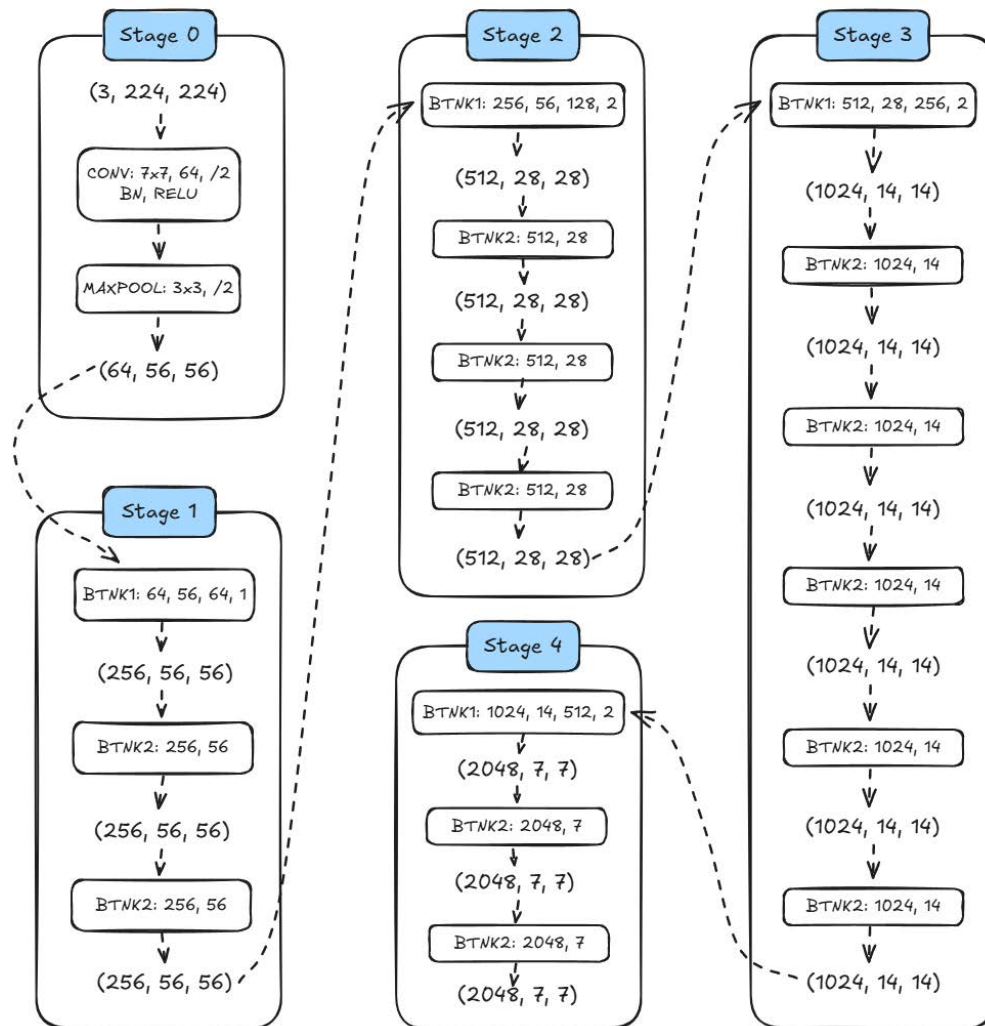 Stage 0
(3, 224, 224)
CONV: 7x7, 64, /2
BN, RELU
MAXPOOL: 3x3, /2
(64, 56, 56)
Stage 1
BTNK1: 64, 56, 64, 1
(256, 56, 56)
BTNK2: 256, 56
(256, 56, 56)
BTNK2: 256, 56
(256, 56, 56)
Stage 2
BTNK1: 256, 56, 128, 2
(512, 28, 28)
BTNK2: 512, 28
(512, 28, 28)
BTNK2: 512, 28
(512, 28, 28)
BTNK2: 512, 28
(512, 28, 28)
Stage 3
BTNK1: 512, 28, 256, 2
(1024, 14, 14)
BTNK2: 1024, 14
(1024, 14, 14)
BTNK2: 1024, 14
(1024, 14, 14)
BTNK2: 1024, 14
(1024, 14, 14)
BTNK2: 1024, 14
(1024, 14, 14)
BTNK2: 1024, 14
(1024, 14, 14)
Stage 4
BTNK1: 1024, 14, 512, 2
(2048, 7, 7)
BTNK2: 2048, 7
(2048, 7, 7)
BTNK2: 2048, 7
(2048, 7, 7)